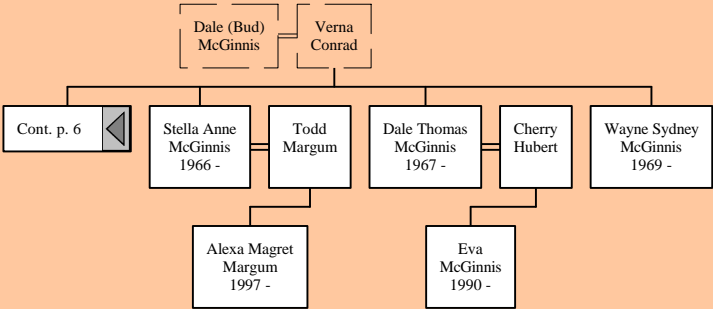 Dale (Bud)
McGinnis
Verna
Conrad
Cont. p. 6
Stella Anne
McGinnis
1966 -
Todd
Margum
Dale Thomas
McGinnis
1967 -
Cherry
Hubert
Wayne Sydney
McGinnis
1969 -
Alexa Magret
Margum
1997 -
Eva
McGinnis
1990 -